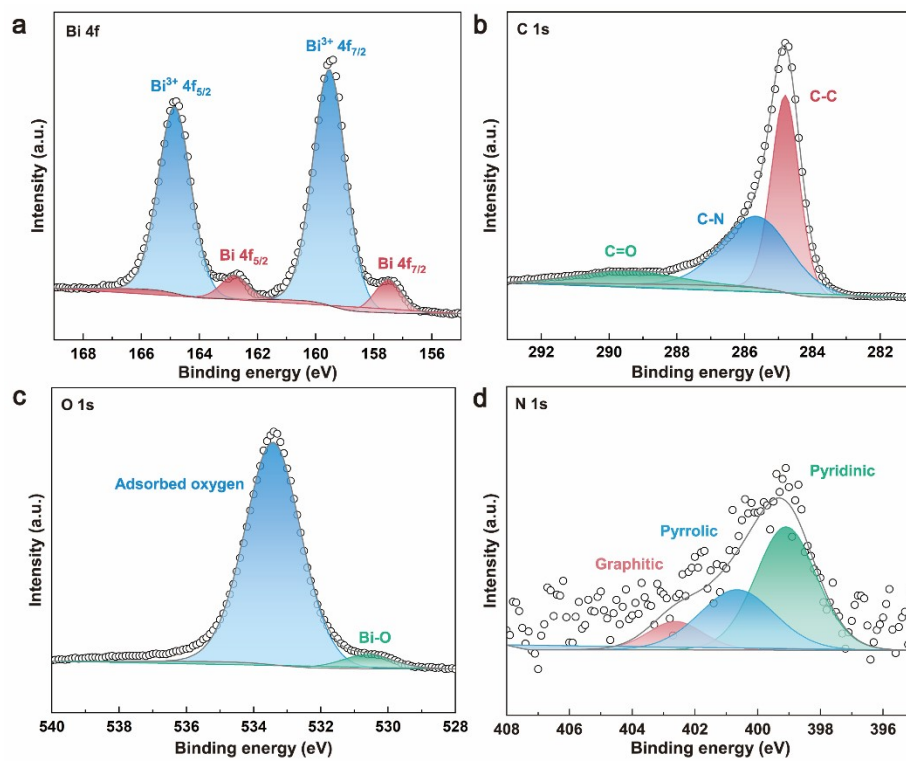 a
Bi 4f
Bi³⁺ 4f₇/₂
Bi³⁺ 4f₅/₂
Bi 4f₅/₂
Bi 4f₇/₂
Intensity (a.u.)
168 166 164 162 160 158 156
Binding energy (eV)
b
C 1s
C-C
C-N
C=O
Intensity (a.u.)
292 290 288 286 284 282
Binding energy (eV)
c
O 1s
Adsorbed oxygen
Bi-O
Intensity (a.u.)
540 538 536 534 532 530 528
Binding energy (eV)
d
N 1s
Pyridinic
Pyrrolic
Graphitic
Intensity (a.u.)
408 406 404 402 400 398 396
Binding energy (eV)